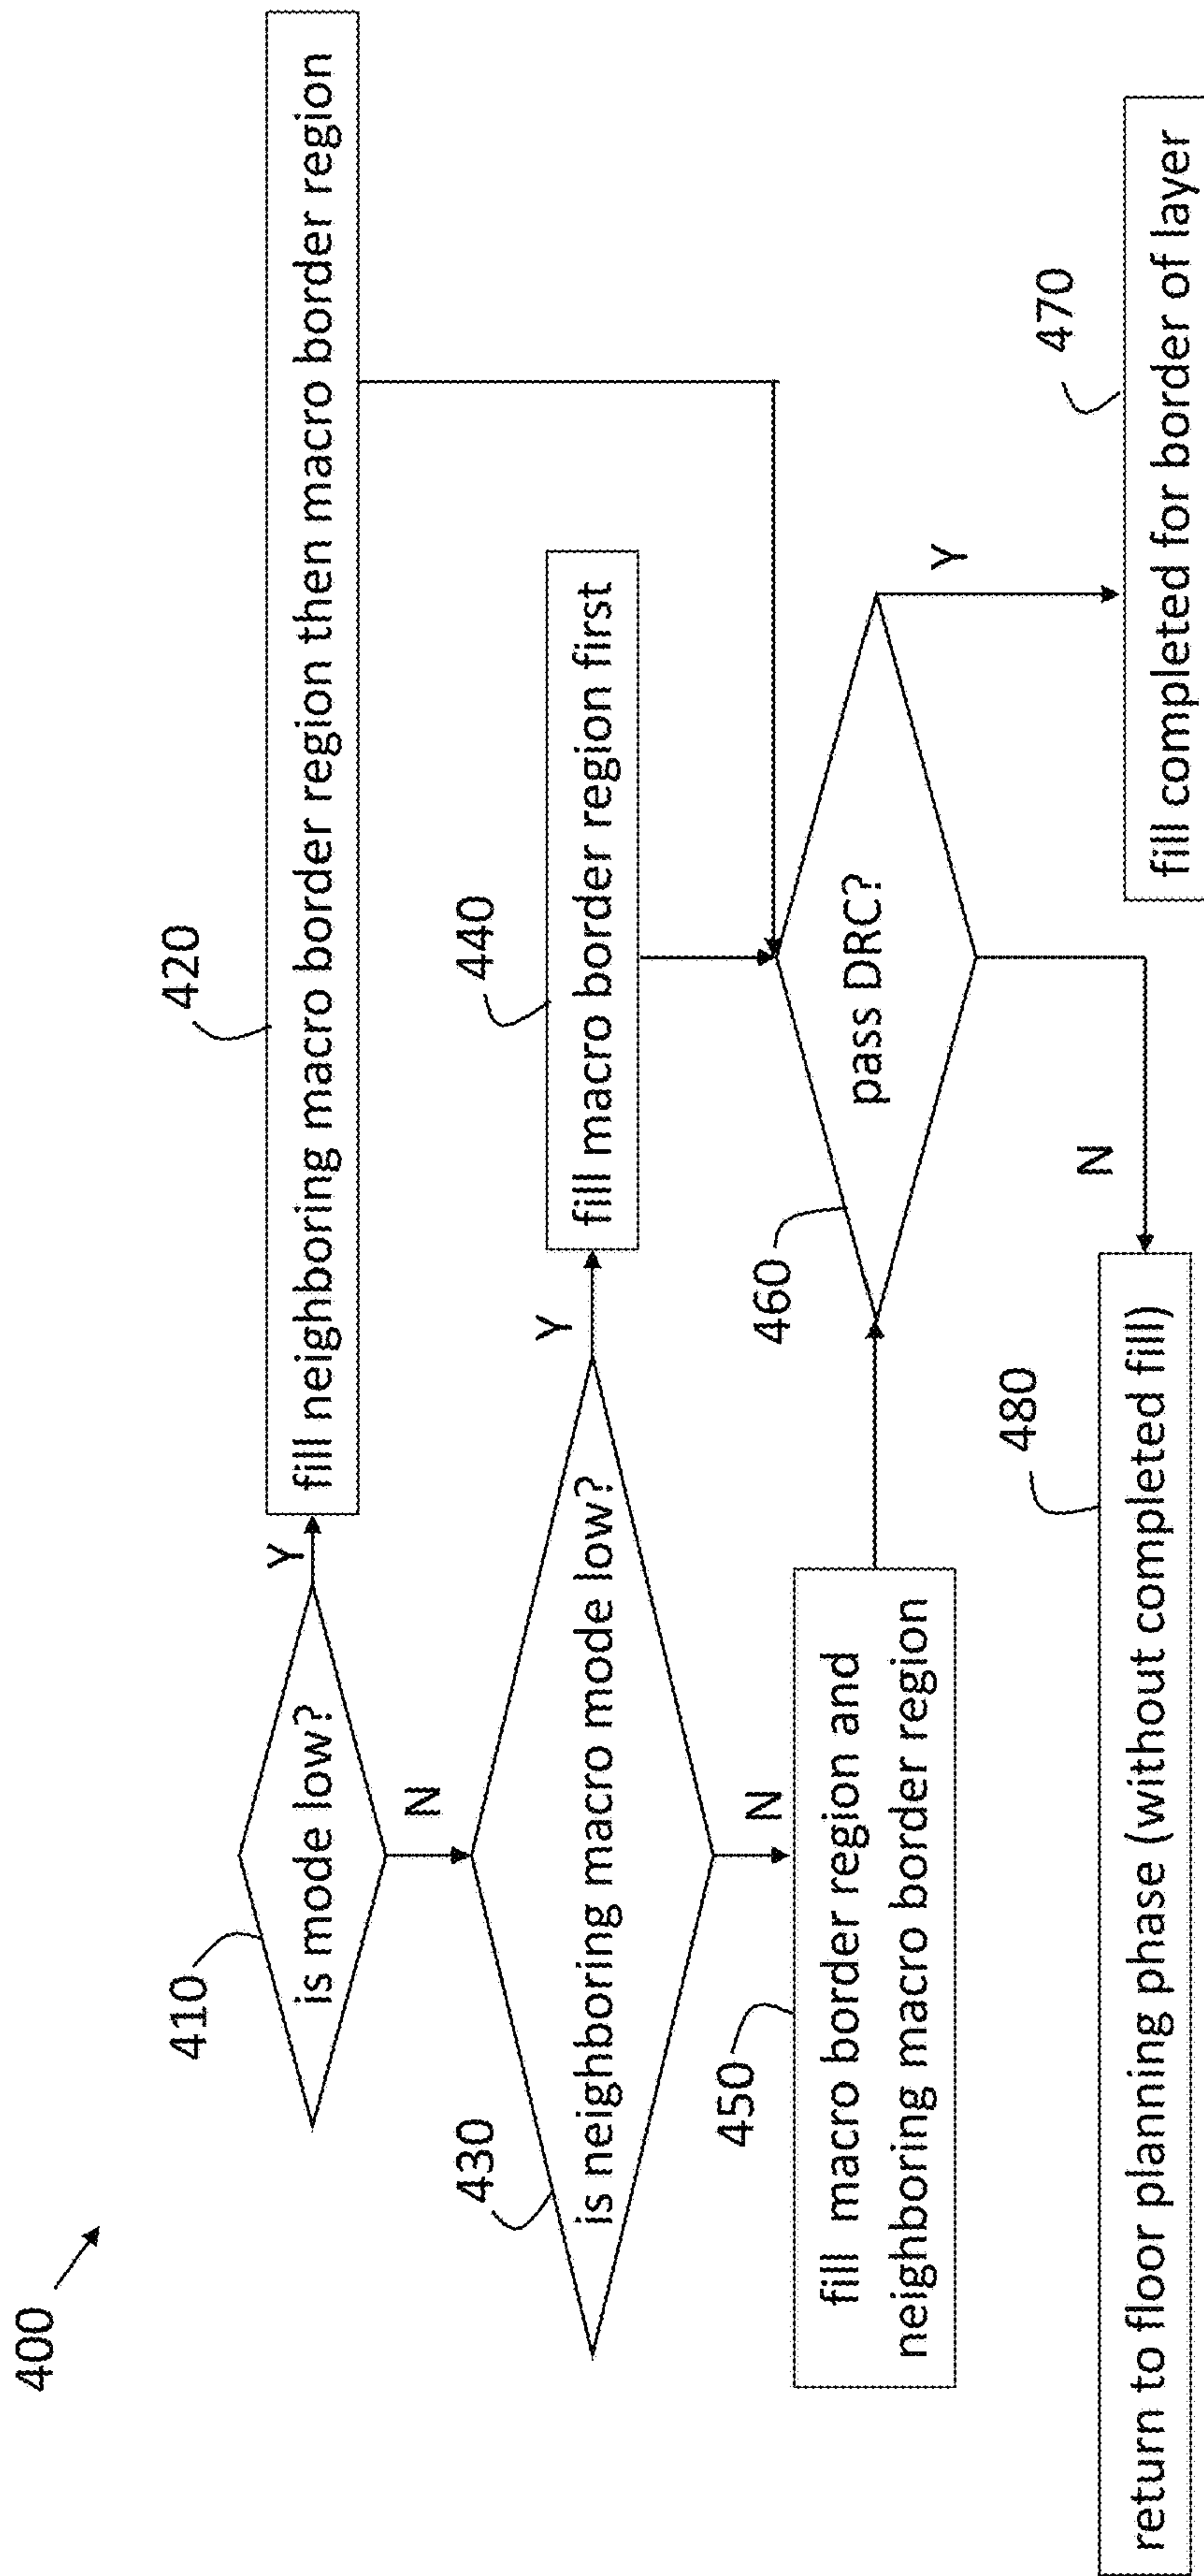 400
410
is mode low?
Y
420
fill neighboring macro border region then macro border region
N
430
is neighboring macro mode low?
Y
440
fill macro border region first
N
450
fill macro border region and
neighboring macro border region
460
pass DRC?
Y
470
fill completed for border of layer
N
480
return to floor planning phase (without completed fill)